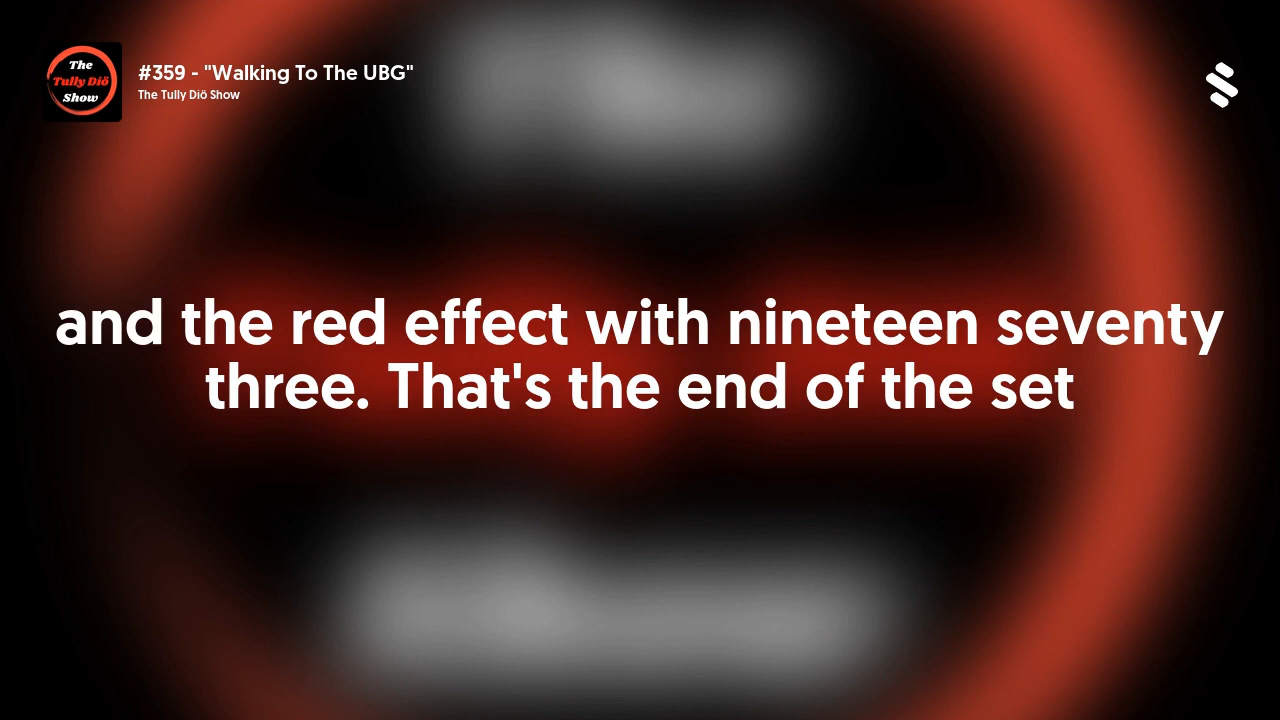 The
Tully Diö
Show
#359 - "Walking To The UBG"
The Tully Diö Show
and the red effect with nineteen seventy
three. That's the end of the set